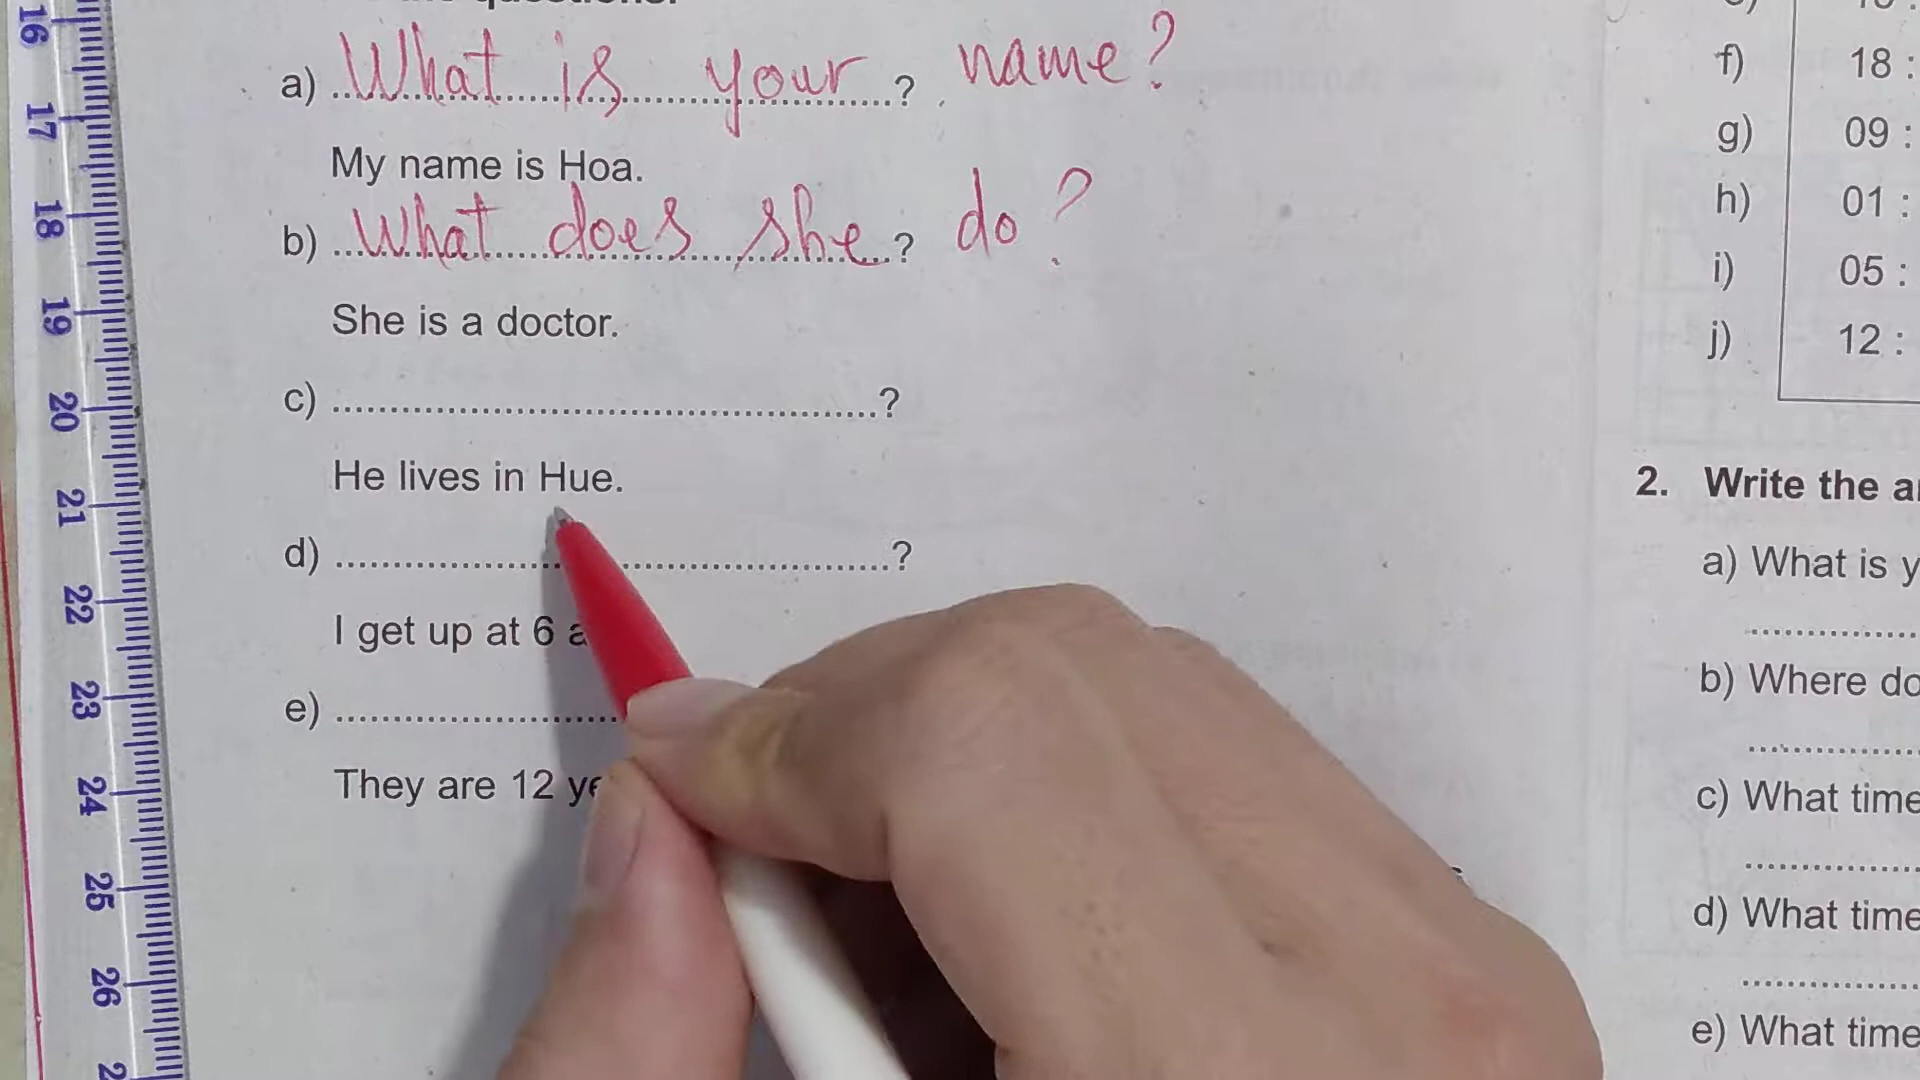 a) What is your ? name?
My name is Hoa.
b) What does she ? do?
She is a doctor.
c) ?
He lives in Hue.
d) ?
I get up at 6
e)
They are 12
f) 18 :
g) 09 :
h) 01 :
i) 05 :
j) 12 :
2. Write the
a) What is
b) Where
c) What time
d) What time
e) What time
16
17
18
19
20
21
22
23
24
25
26